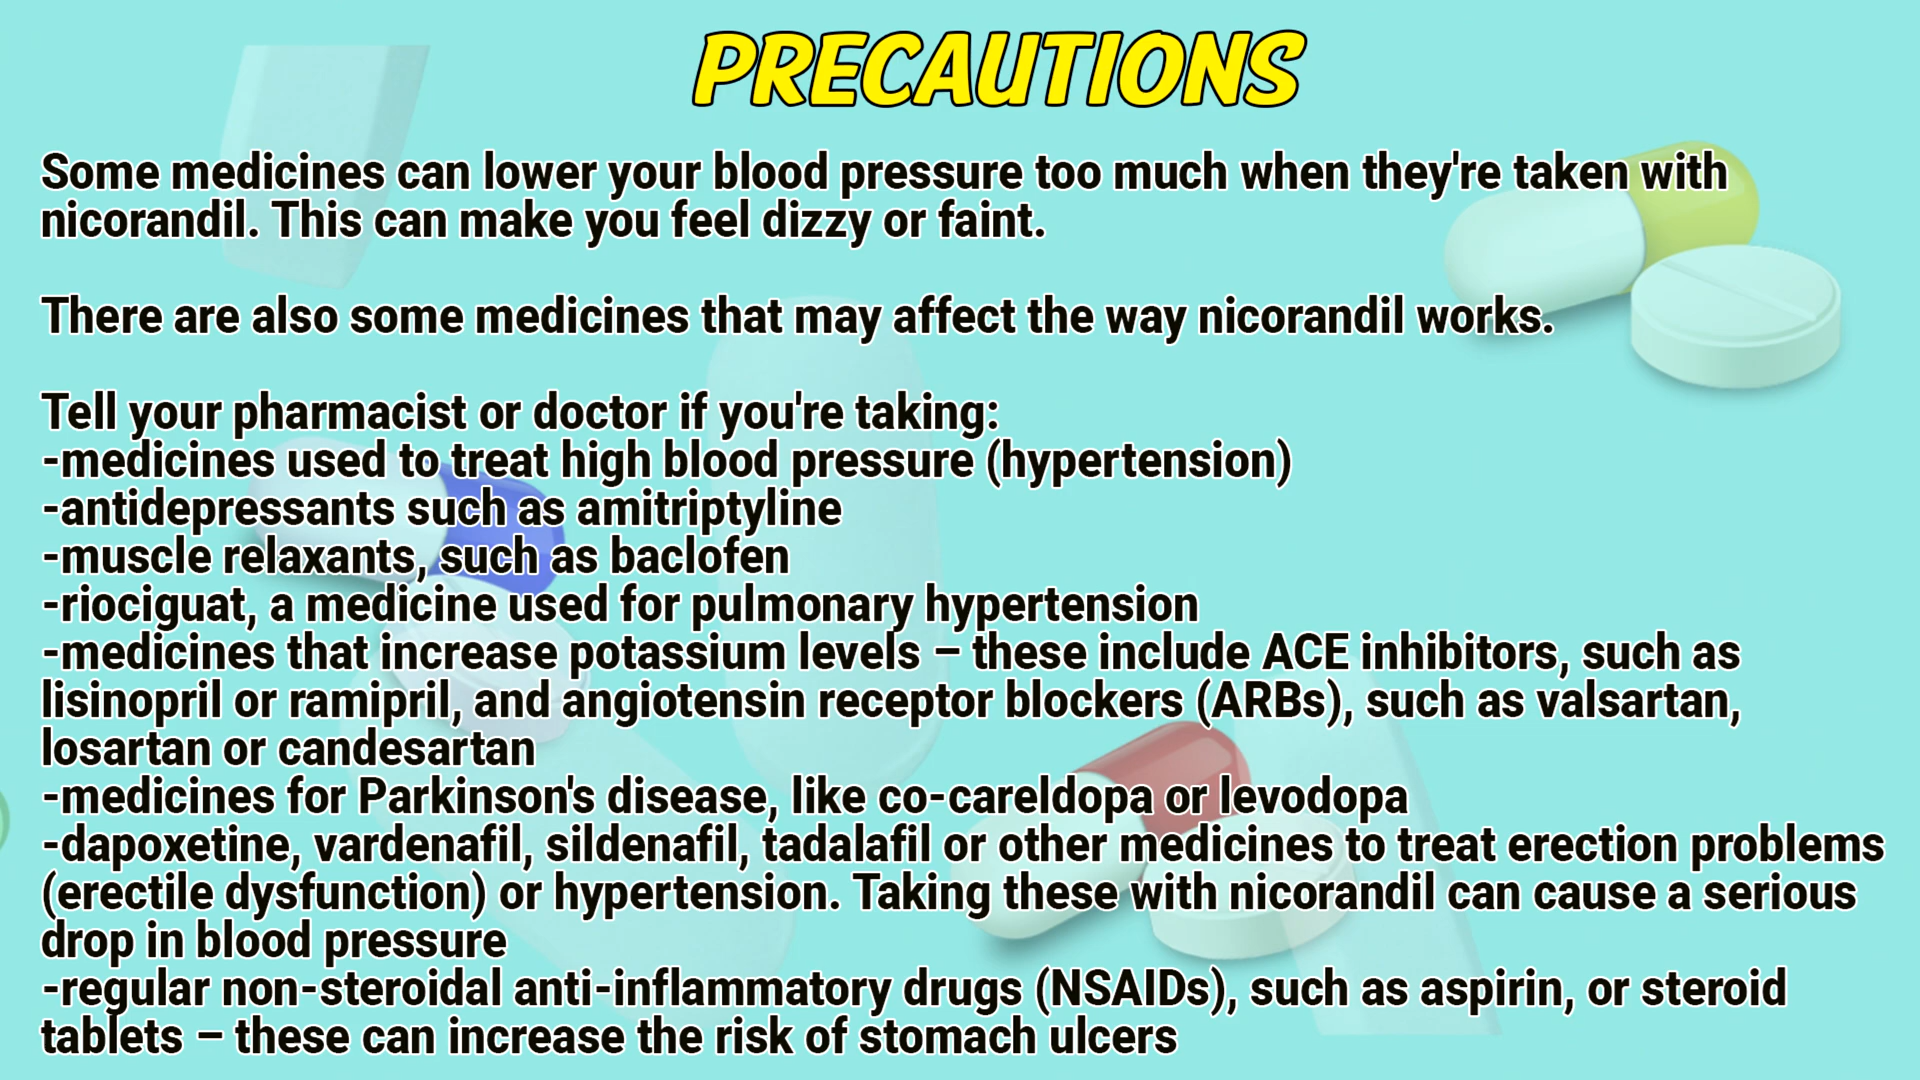 PRECAUTIONS
Some medicines can lower your blood pressure too much when they're taken with
nicorandil. This can make you feel dizzy or faint.
There are also some medicines that may affect the way nicorandil works.
Tell your pharmacist or doctor if you're taking:
-medicines used to treat high blood pressure (hypertension)
-antidepressants such as amitriptyline
-muscle relaxants, such as baclofen
-riociguat, a medicine used for pulmonary hypertension
-medicines that increase potassium levels – these include ACE inhibitors, such as
lisinopril or ramipril, and angiotensin receptor blockers (ARBs), such as valsartan,
losartan or candesartan
-medicines for Parkinson's disease, like co-careldopa or levodopa
-dapoxetine, vardenafil, sildenafil, tadalafil or other medicines to treat erection problems
(erectile dysfunction) or hypertension. Taking these with nicorandil can cause a serious
drop in blood pressure
-regular non-steroidal anti-inflammatory drugs (NSAIDs), such as aspirin, or steroid
tablets – these can increase the risk of stomach ulcers